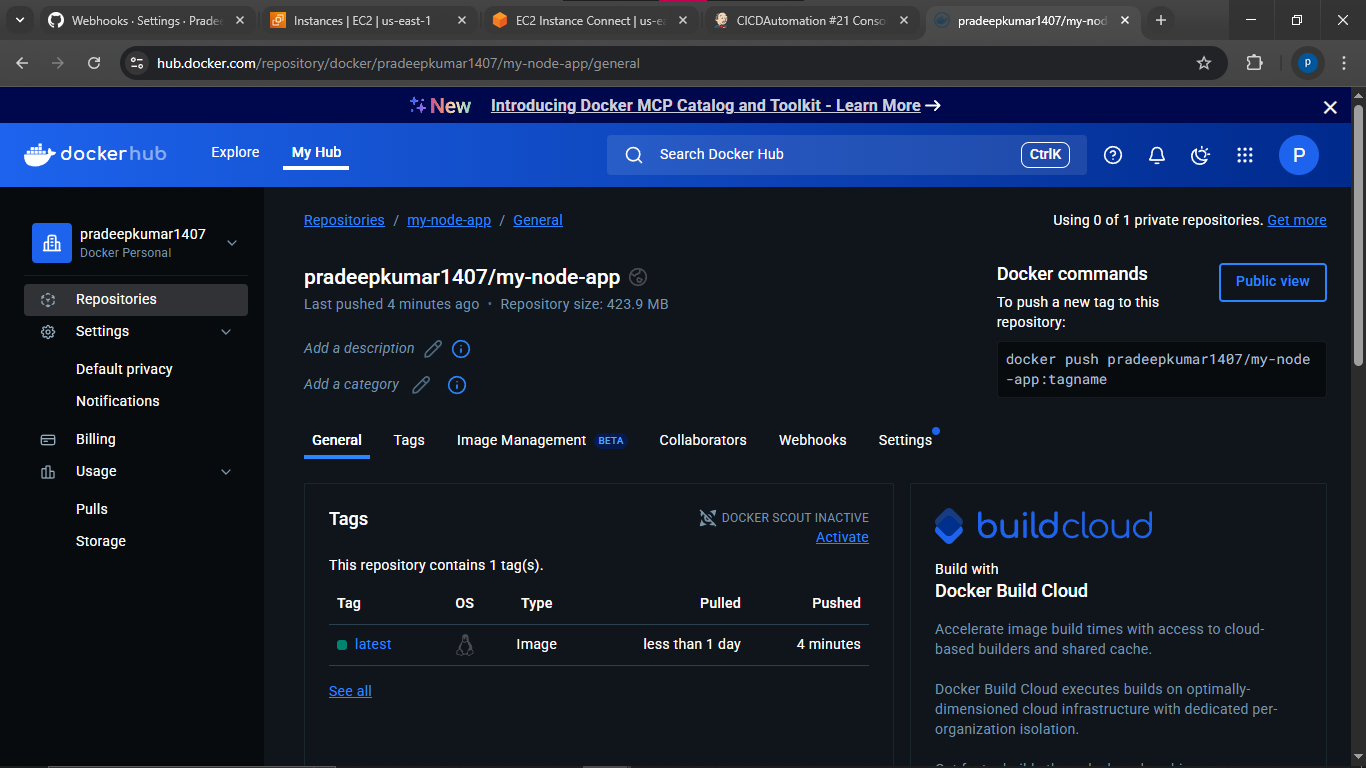 Webhooks · Settings · Pradee
Instances | EC2 | us-east-1
EC2 Instance Connect | us-ea
CICDAutomation #21 Conso
pradeepkumar1407/my-nod
hub.docker.com/repository/docker/pradeepkumar1407/my-node-app/general
p
New Introducing Docker MCP Catalog and Toolkit - Learn More →
dockerhub
Explore
My Hub
Search Docker Hub
CtrlK
P
pradeepkumar1407
Docker Personal
Repositories
Settings
Default privacy
Notifications
Billing
Usage
Pulls
Storage
Repositories / my-node-app / General
Using 0 of 1 private repositories. Get more
pradeepkumar1407/my-node-app
Last pushed 4 minutes ago • Repository size: 423.9 MB
Add a description
Add a category
Docker commands
Public view
To push a new tag to this
repository:
docker push pradeepkumar1407/my-node
-app:tagname
General
Tags
Image Management BETA
Collaborators
Webhooks
Settings
Tags
DOCKER SCOUT INACTIVE
Activate
This repository contains 1 tag(s).
Tag OS Type Pulled Pushed
latest Image less than 1 day 4 minutes
See all
buildcloud
Build with
Docker Build Cloud
Accelerate image build times with access to cloud-
based builders and shared cache.
Docker Build Cloud executes builds on optimally-
dimensioned cloud infrastructure with dedicated per-
organization isolation.